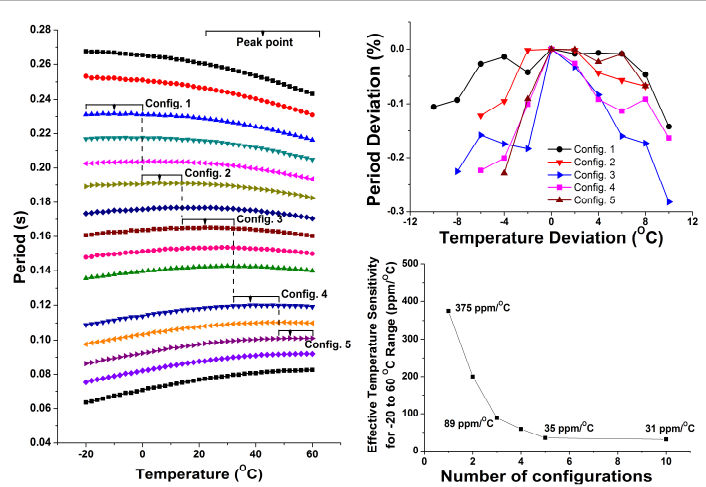 0.28
0.26
0.24
0.22
0.20
0.18
0.16
0.14
0.12
0.10
0.08
0.06
0.04
Period (s)
Peak point
Config. 1
Config. 2
Config. 3
Config. 4
Config. 5
-20 0 20 40 60
Temperature (°C)
0.0
-0.1
-0.2
-0.3
Period Deviation (%)
Config. 1
Config. 2
Config. 3
Config. 4
Config. 5
-12 -8 -4 0 4 8 12
Temperature Deviation (°C)
500
400
300
200
100
0
Effective Temperature Sensitivity
for -20 to 60 °C Range (ppm/°C)
375 ppm/°C
89 ppm/°C
35 ppm/°C
31 ppm/°C
0 2 4 6 8 10
Number of configurations